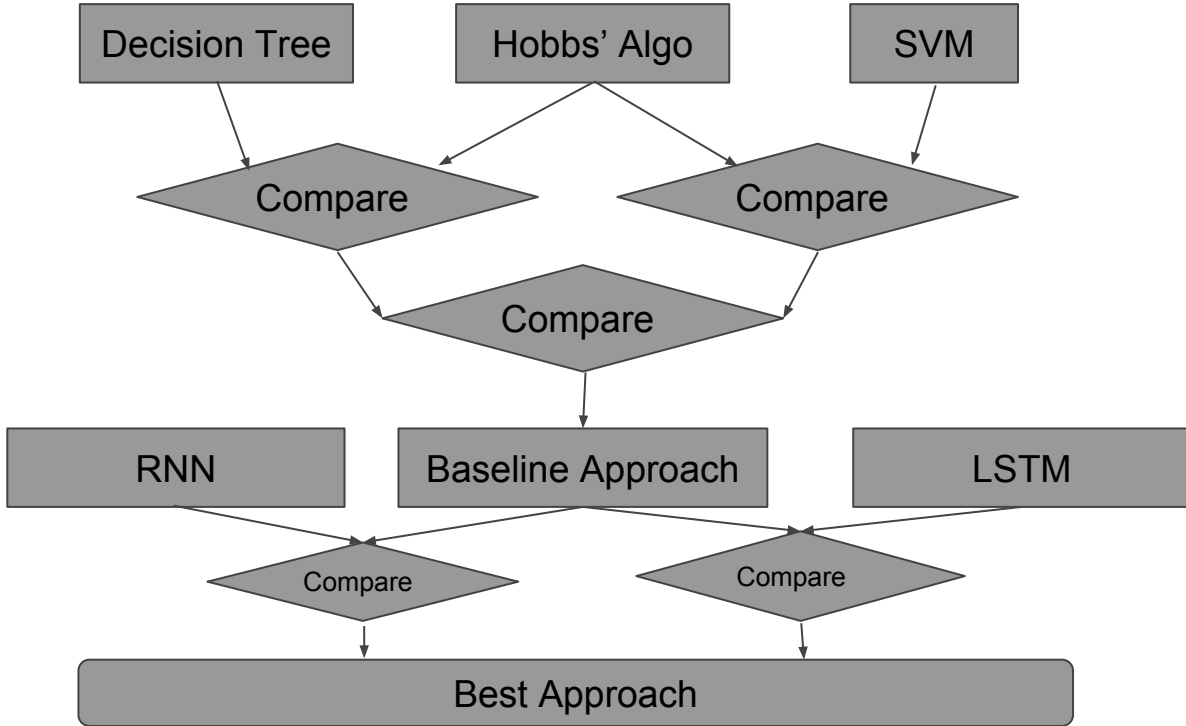 Decision Tree
Hobbs’ Algo
SVM
Compare
Compare
Compare
RNN
Baseline Approach
LSTM
Compare
Compare
Best Approach